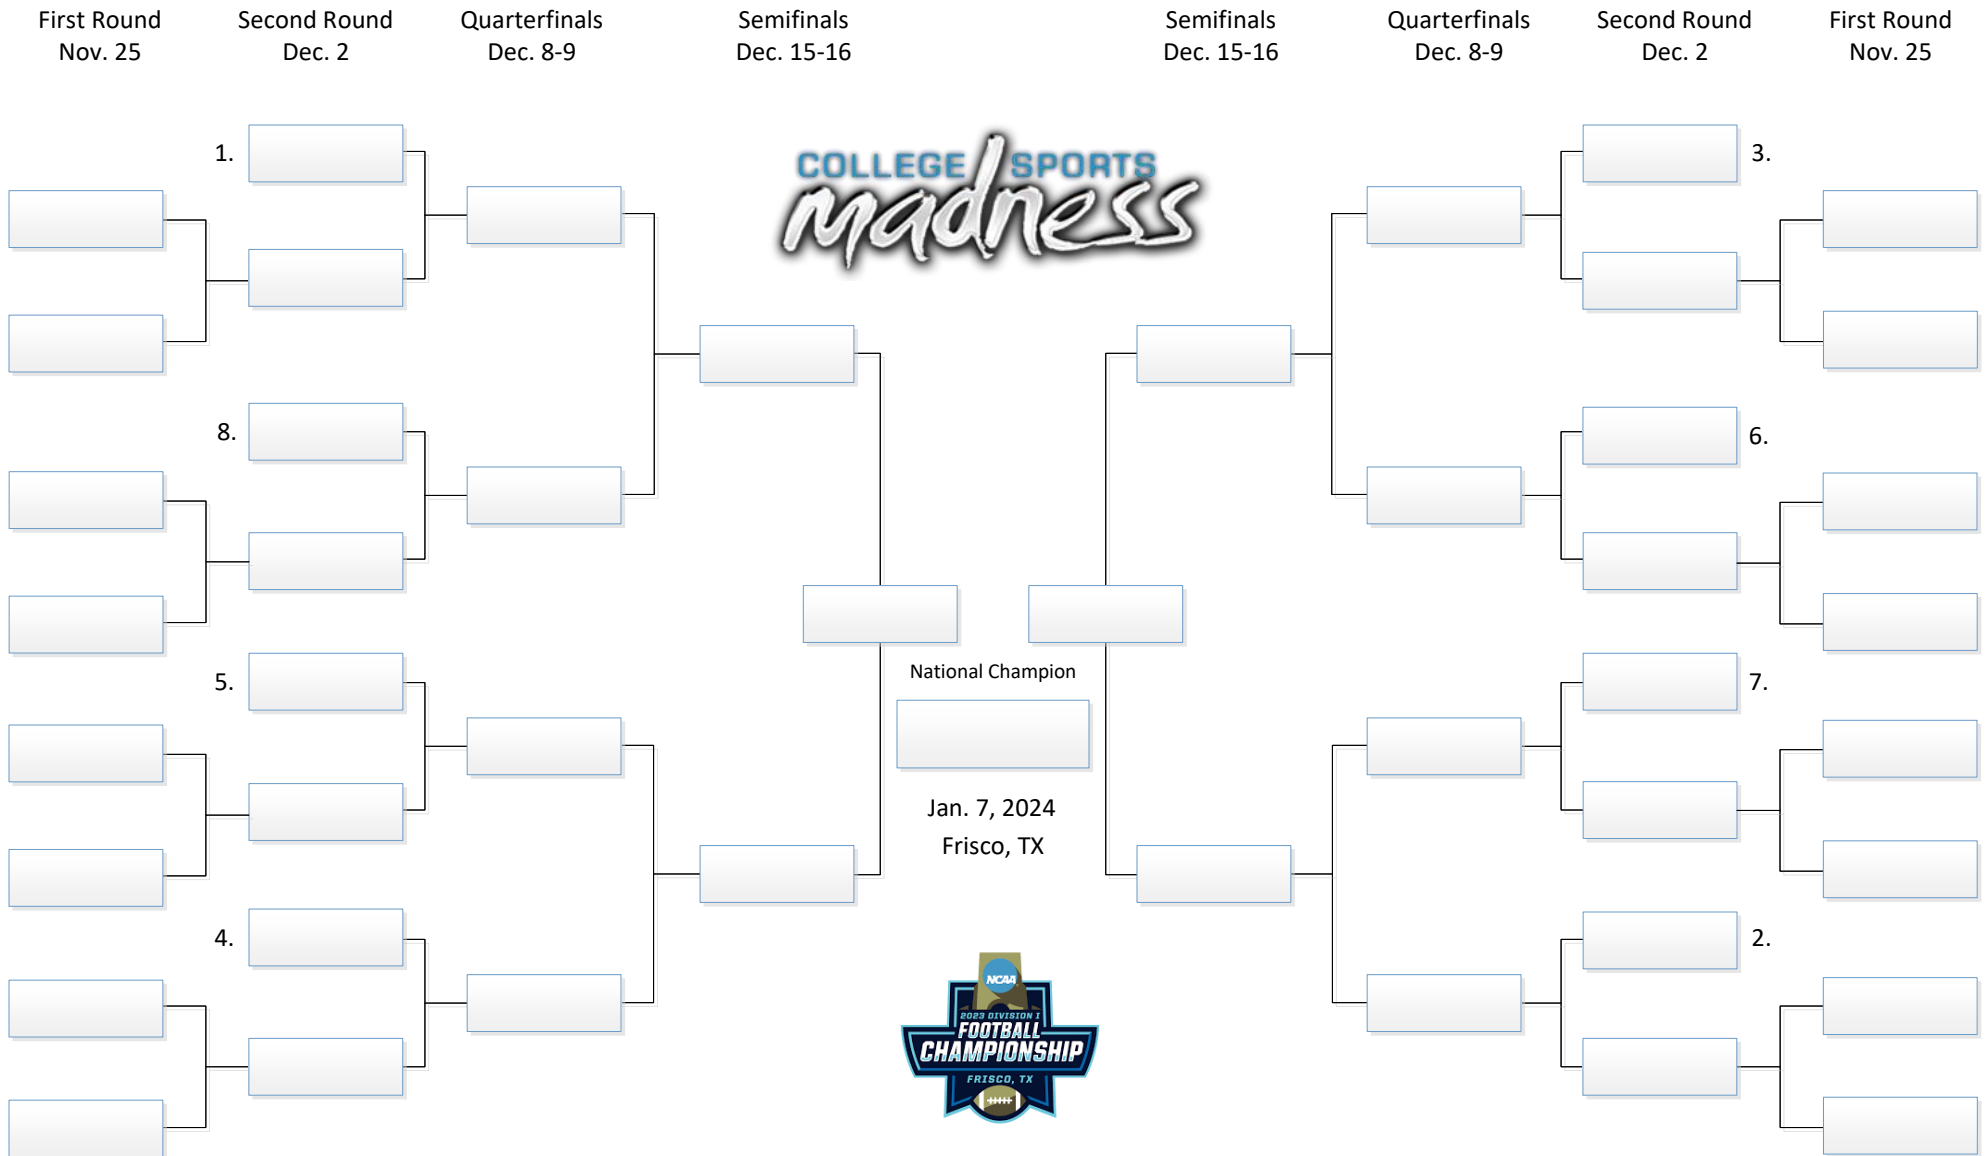 First Round Second Round Quarterfinals Semifinals Semifinals Quarterfinals Second Round First Round
Nov. 25 Dec. 2 Dec. 8-9 Dec. 15-16 Dec. 15-16 Dec. 8-9 Dec. 2 Nov. 25
COLLEGE SPORTS
madness
1. 3.
8. 6.
National Champion
5. 7.
Jan. 7, 2024
Frisco, TX
4. 2.
NCAA
2023 DIVISION I
FOOTBALL
CHAMPIONSHIP
FRISCO, TX